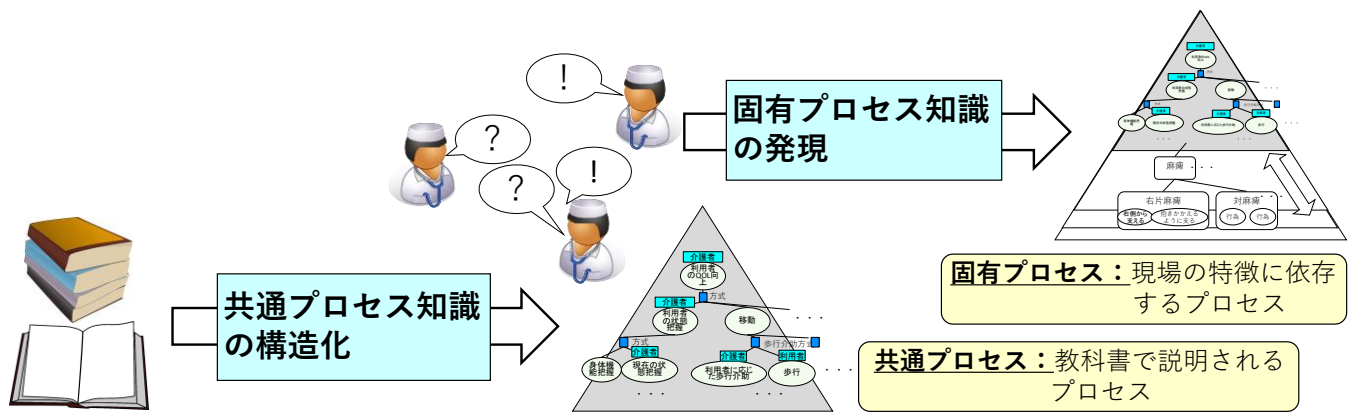 !
?
?
!
固有プロセス知識
の発現
共通プロセス知識
の構造化
介護者
利用者
のQOL向
上
方式
介護者
利用者
の状態
把握
移動
・・・
方式
歩行介助方式
介護者
身体機
能把握
現在の状
態把握
介護者
利用者に応じ
た歩行介助
利用者
歩行
・・・
・・・
・・・
麻痺
・・・
右片麻痺
右側から
支える
抱きかかえる
ように支る
対麻痺
行為
行為
固有プロセス：現場の特徴に依存
するプロセス
共通プロセス：教科書で説明される
プロセス